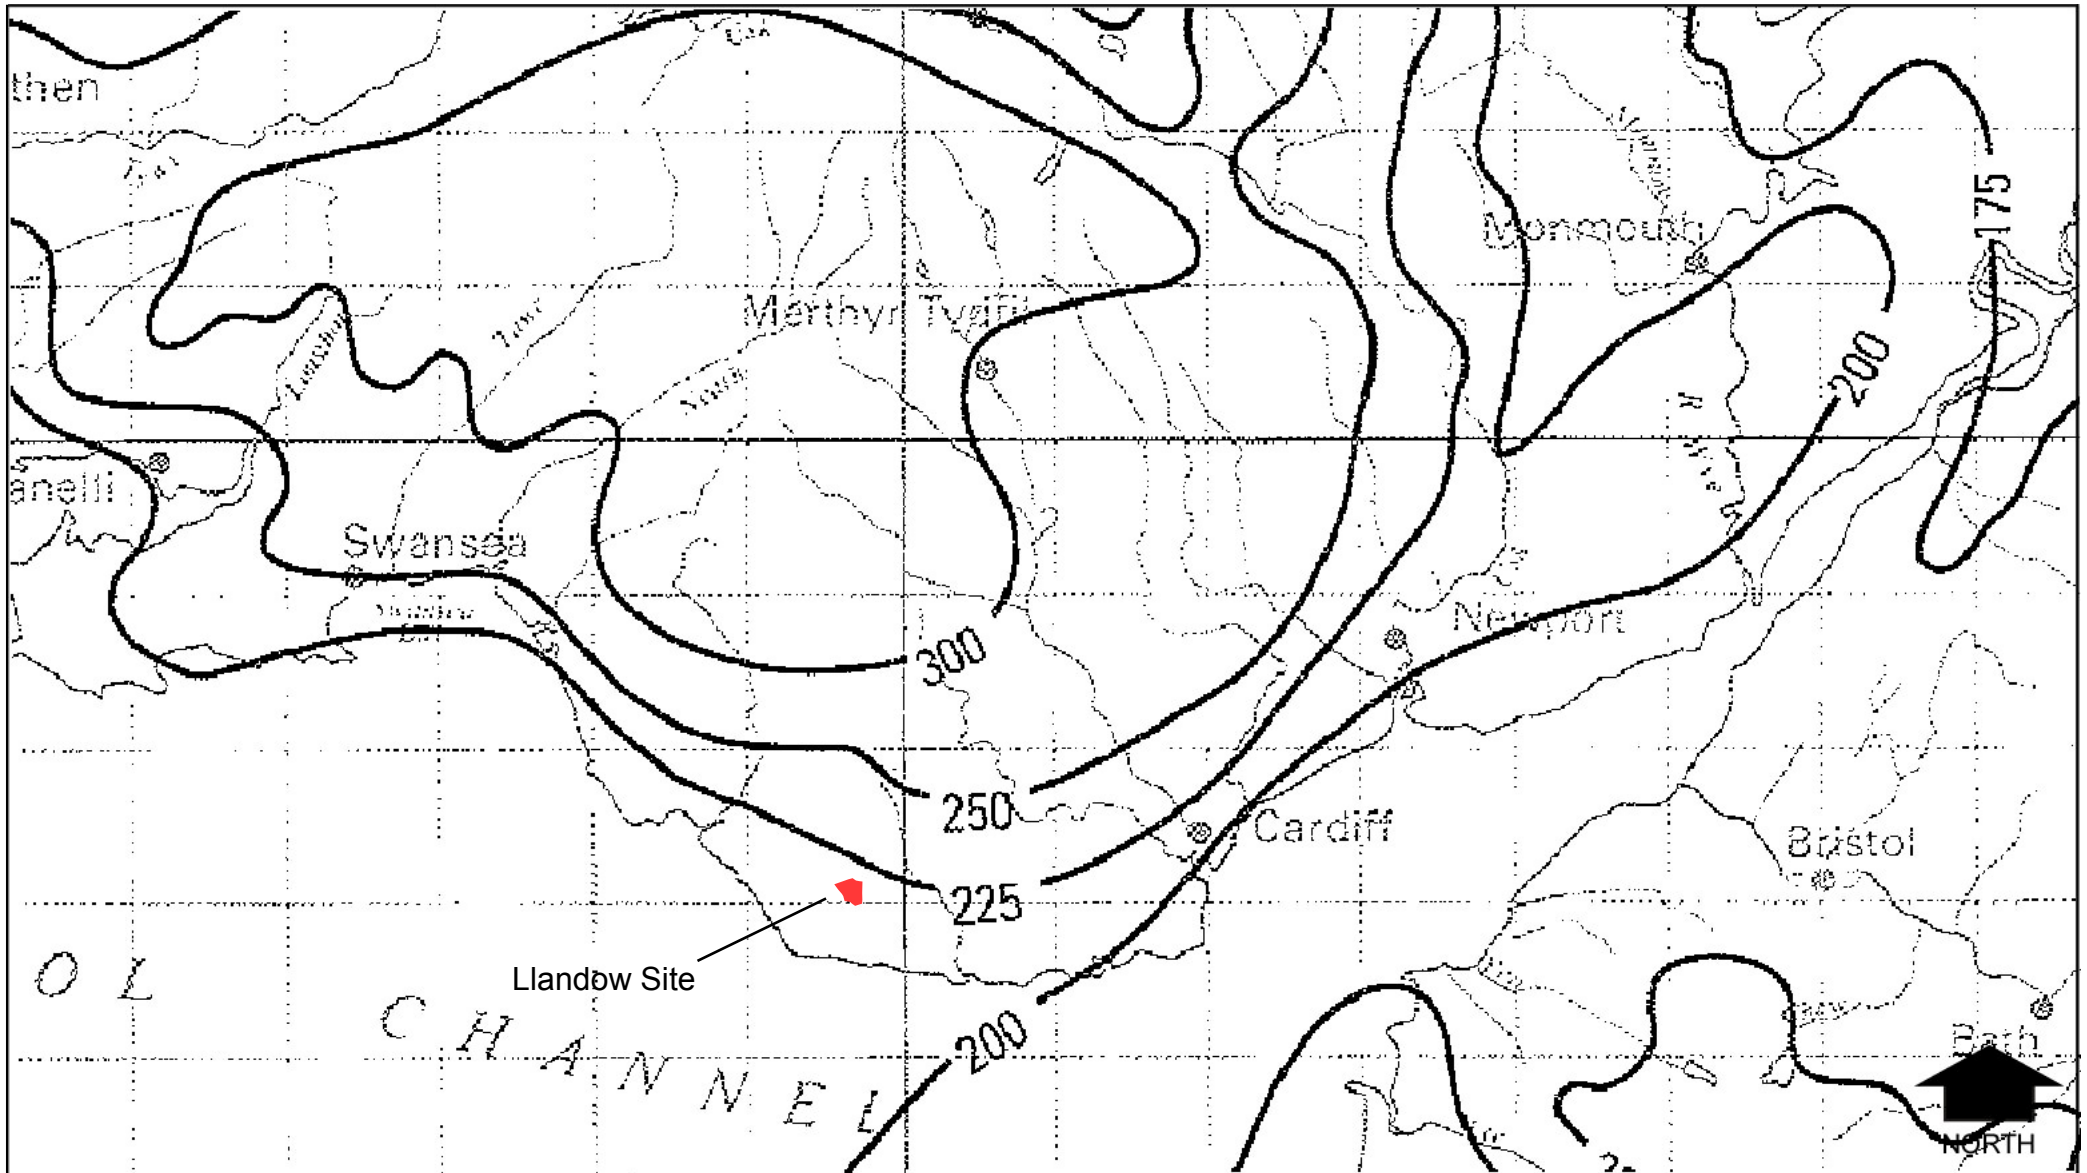 then
175
Monmouth
Merthyr Tydfil
200
anelli
Swansea
Newport
300
250
Cardiff
Bristol
225
Llandow Site
O L
C H A N N E L
200
Bath
NORTH